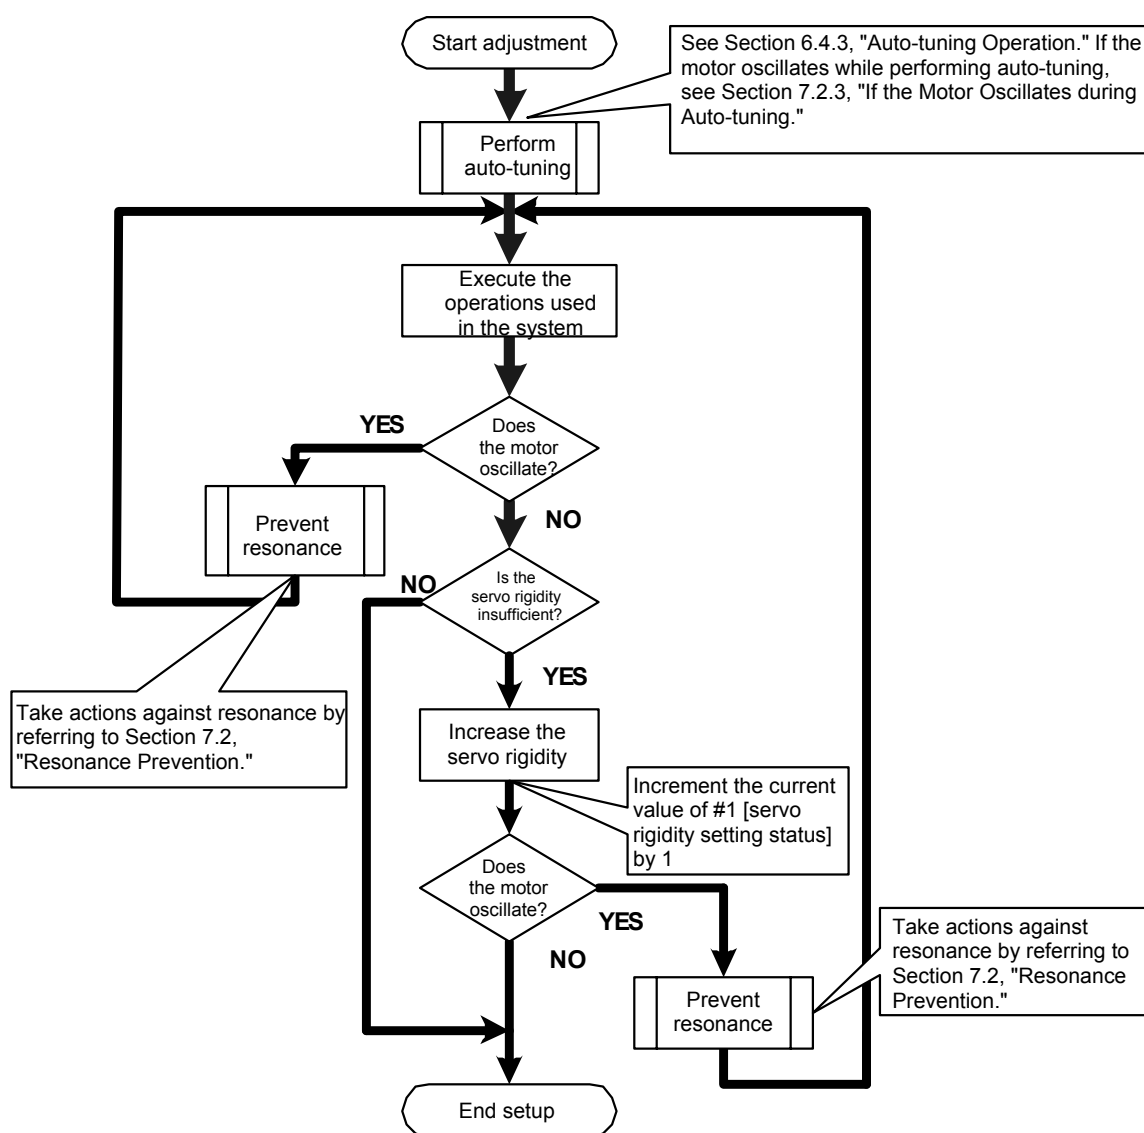 Start adjustment
See Section 6.4.3, "Auto-tuning Operation." If the
motor oscillates while performing auto-tuning,
see Section 7.2.3, "If the Motor Oscillates during
Auto-tuning."
Perform
auto-tuning
Execute the
operations used
in the system
YES
Does
the motor
oscillate?
NO
Prevent
resonance
NO
Is the
servo rigidity
insufficient?
YES
Take actions against resonance by
referring to Section 7.2,
"Resonance Prevention."
Increase the
servo rigidity
Increment the current
value of #1 [servo
rigidity setting status]
by 1
Does
the motor
oscillate?
YES
NO
Take actions against
resonance by referring to
Section 7.2, "Resonance
Prevention."
Prevent
resonance
End setup